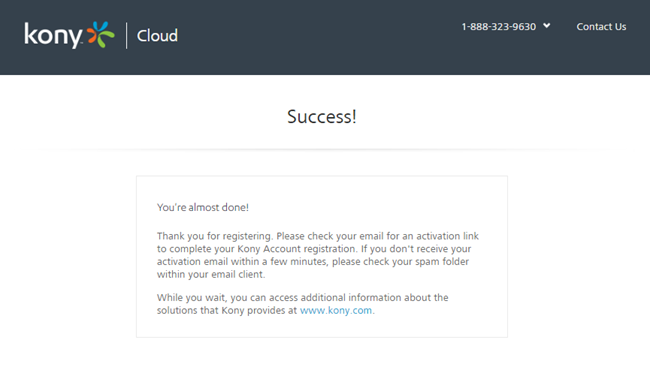 kony Cloud 1-888-323-9630 Contact Us
Success!
You're almost done!
Thank you for registering. Please check your email for an activation link
to complete your Kony Account registration. If you don't receive your
activation email within a few minutes, please check your spam folder
within your email client.
While you wait, you can access additional information about the
solutions that Kony provides at www.kony.com.